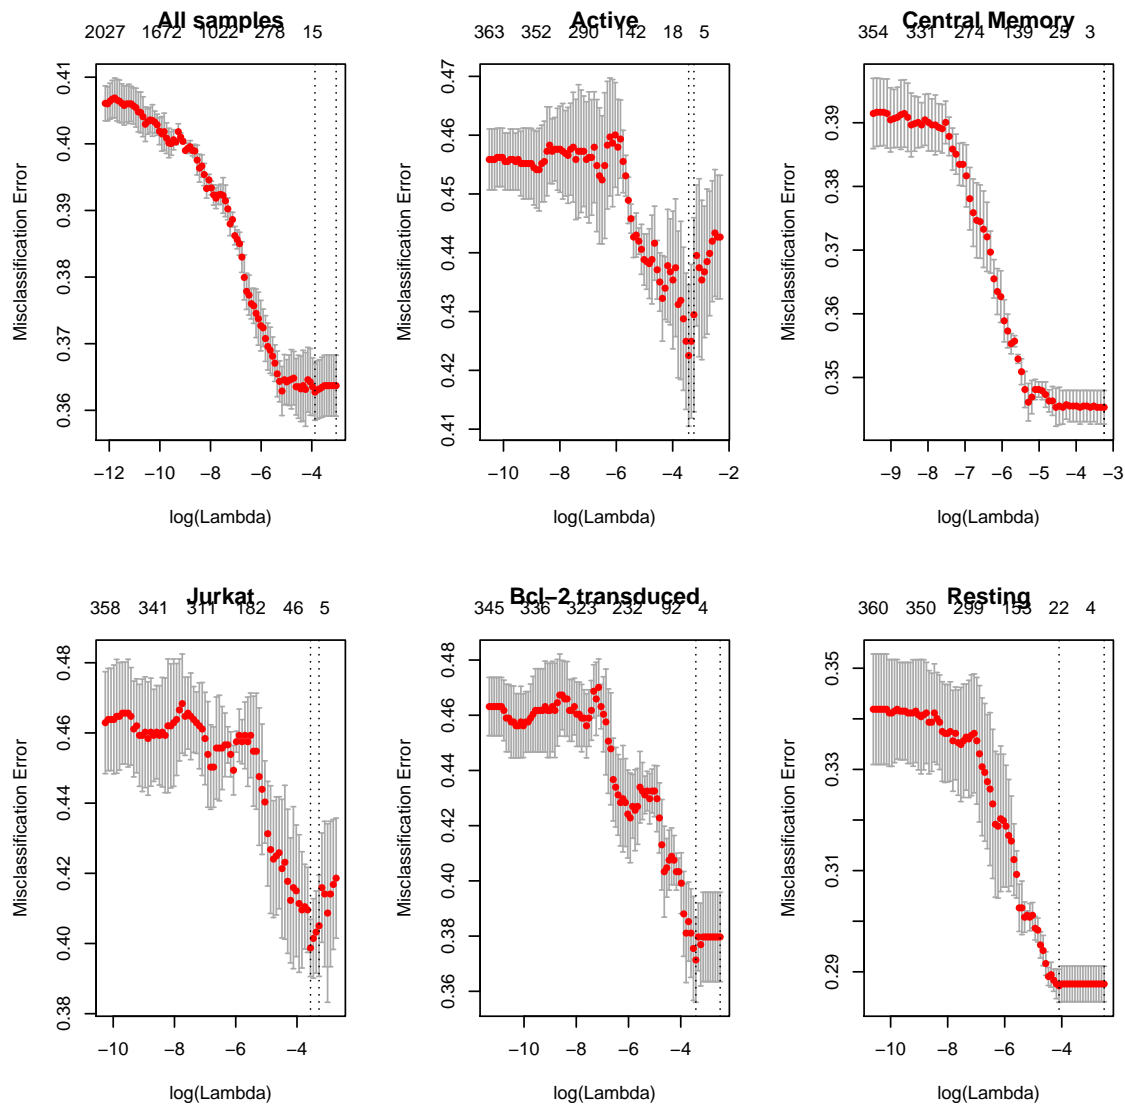 All samples
2027 1672 1022 278 15
Misclassification Error
0.36 0.37 0.38 0.39 0.40 0.41
−12 −10 −8 −6 −4
log(Lambda)
Active
363 352 290 142 18 5
Misclassification Error
0.41 0.42 0.43 0.44 0.45 0.46 0.47
−10 −8 −6 −4 −2
log(Lambda)
Central Memory
354 331 274 139 25 3
Misclassification Error
0.35 0.36 0.37 0.38 0.39
−9 −8 −7 −6 −5 −4 −3
log(Lambda)
Jurkat
358 341 311 182 46 5
Misclassification Error
0.38 0.40 0.42 0.44 0.46 0.48
−10 −8 −6 −4
log(Lambda)
Bcl−2 transduced
345 336 323 232 92 4
Misclassification Error
0.36 0.38 0.40 0.42 0.44 0.46 0.48
−10 −8 −6 −4
log(Lambda)
Resting
360 350 299 153 22 4
Misclassification Error
0.29 0.31 0.33 0.35
−10 −8 −6 −4
log(Lambda)